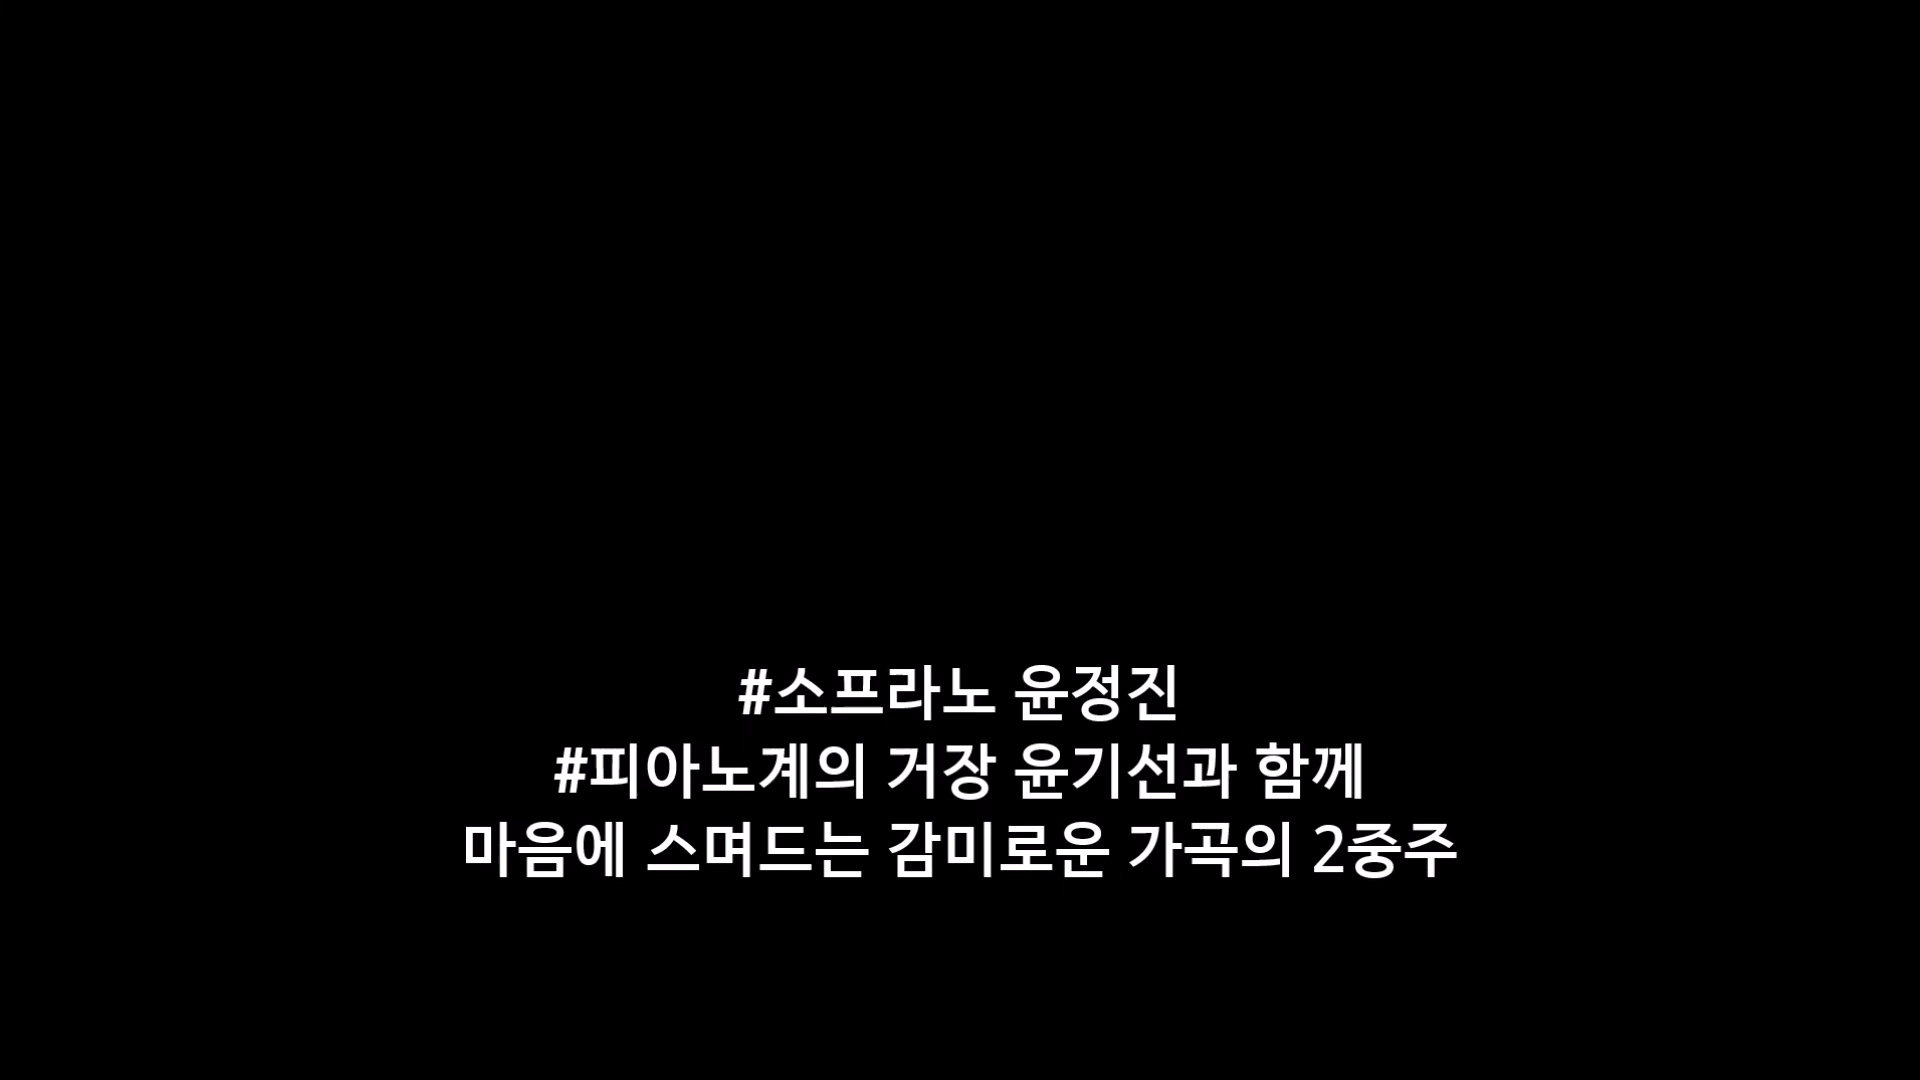 #소프라노 윤정진
#피아노계의 거장 윤기선과 함께
마음에 스며드는 감미로운 가곡의 2중주